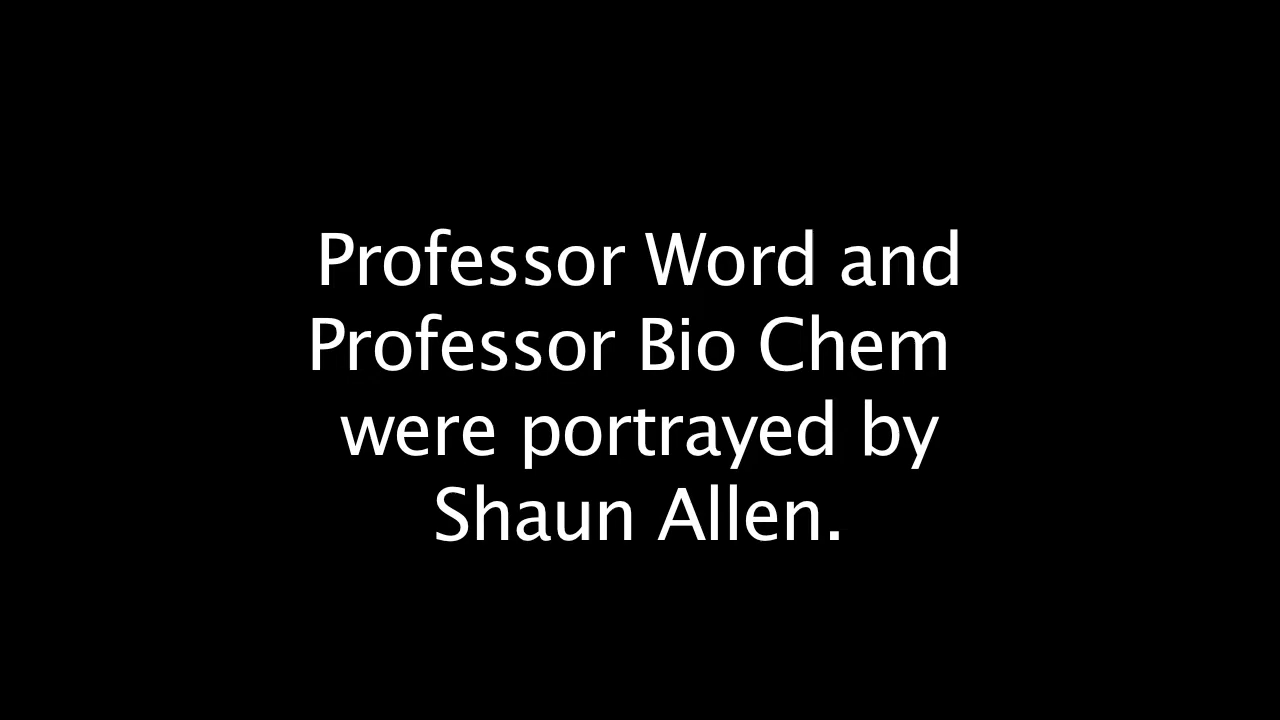 Professor Word and
Professor Bio Chem
were portrayed by
Shaun Allen.